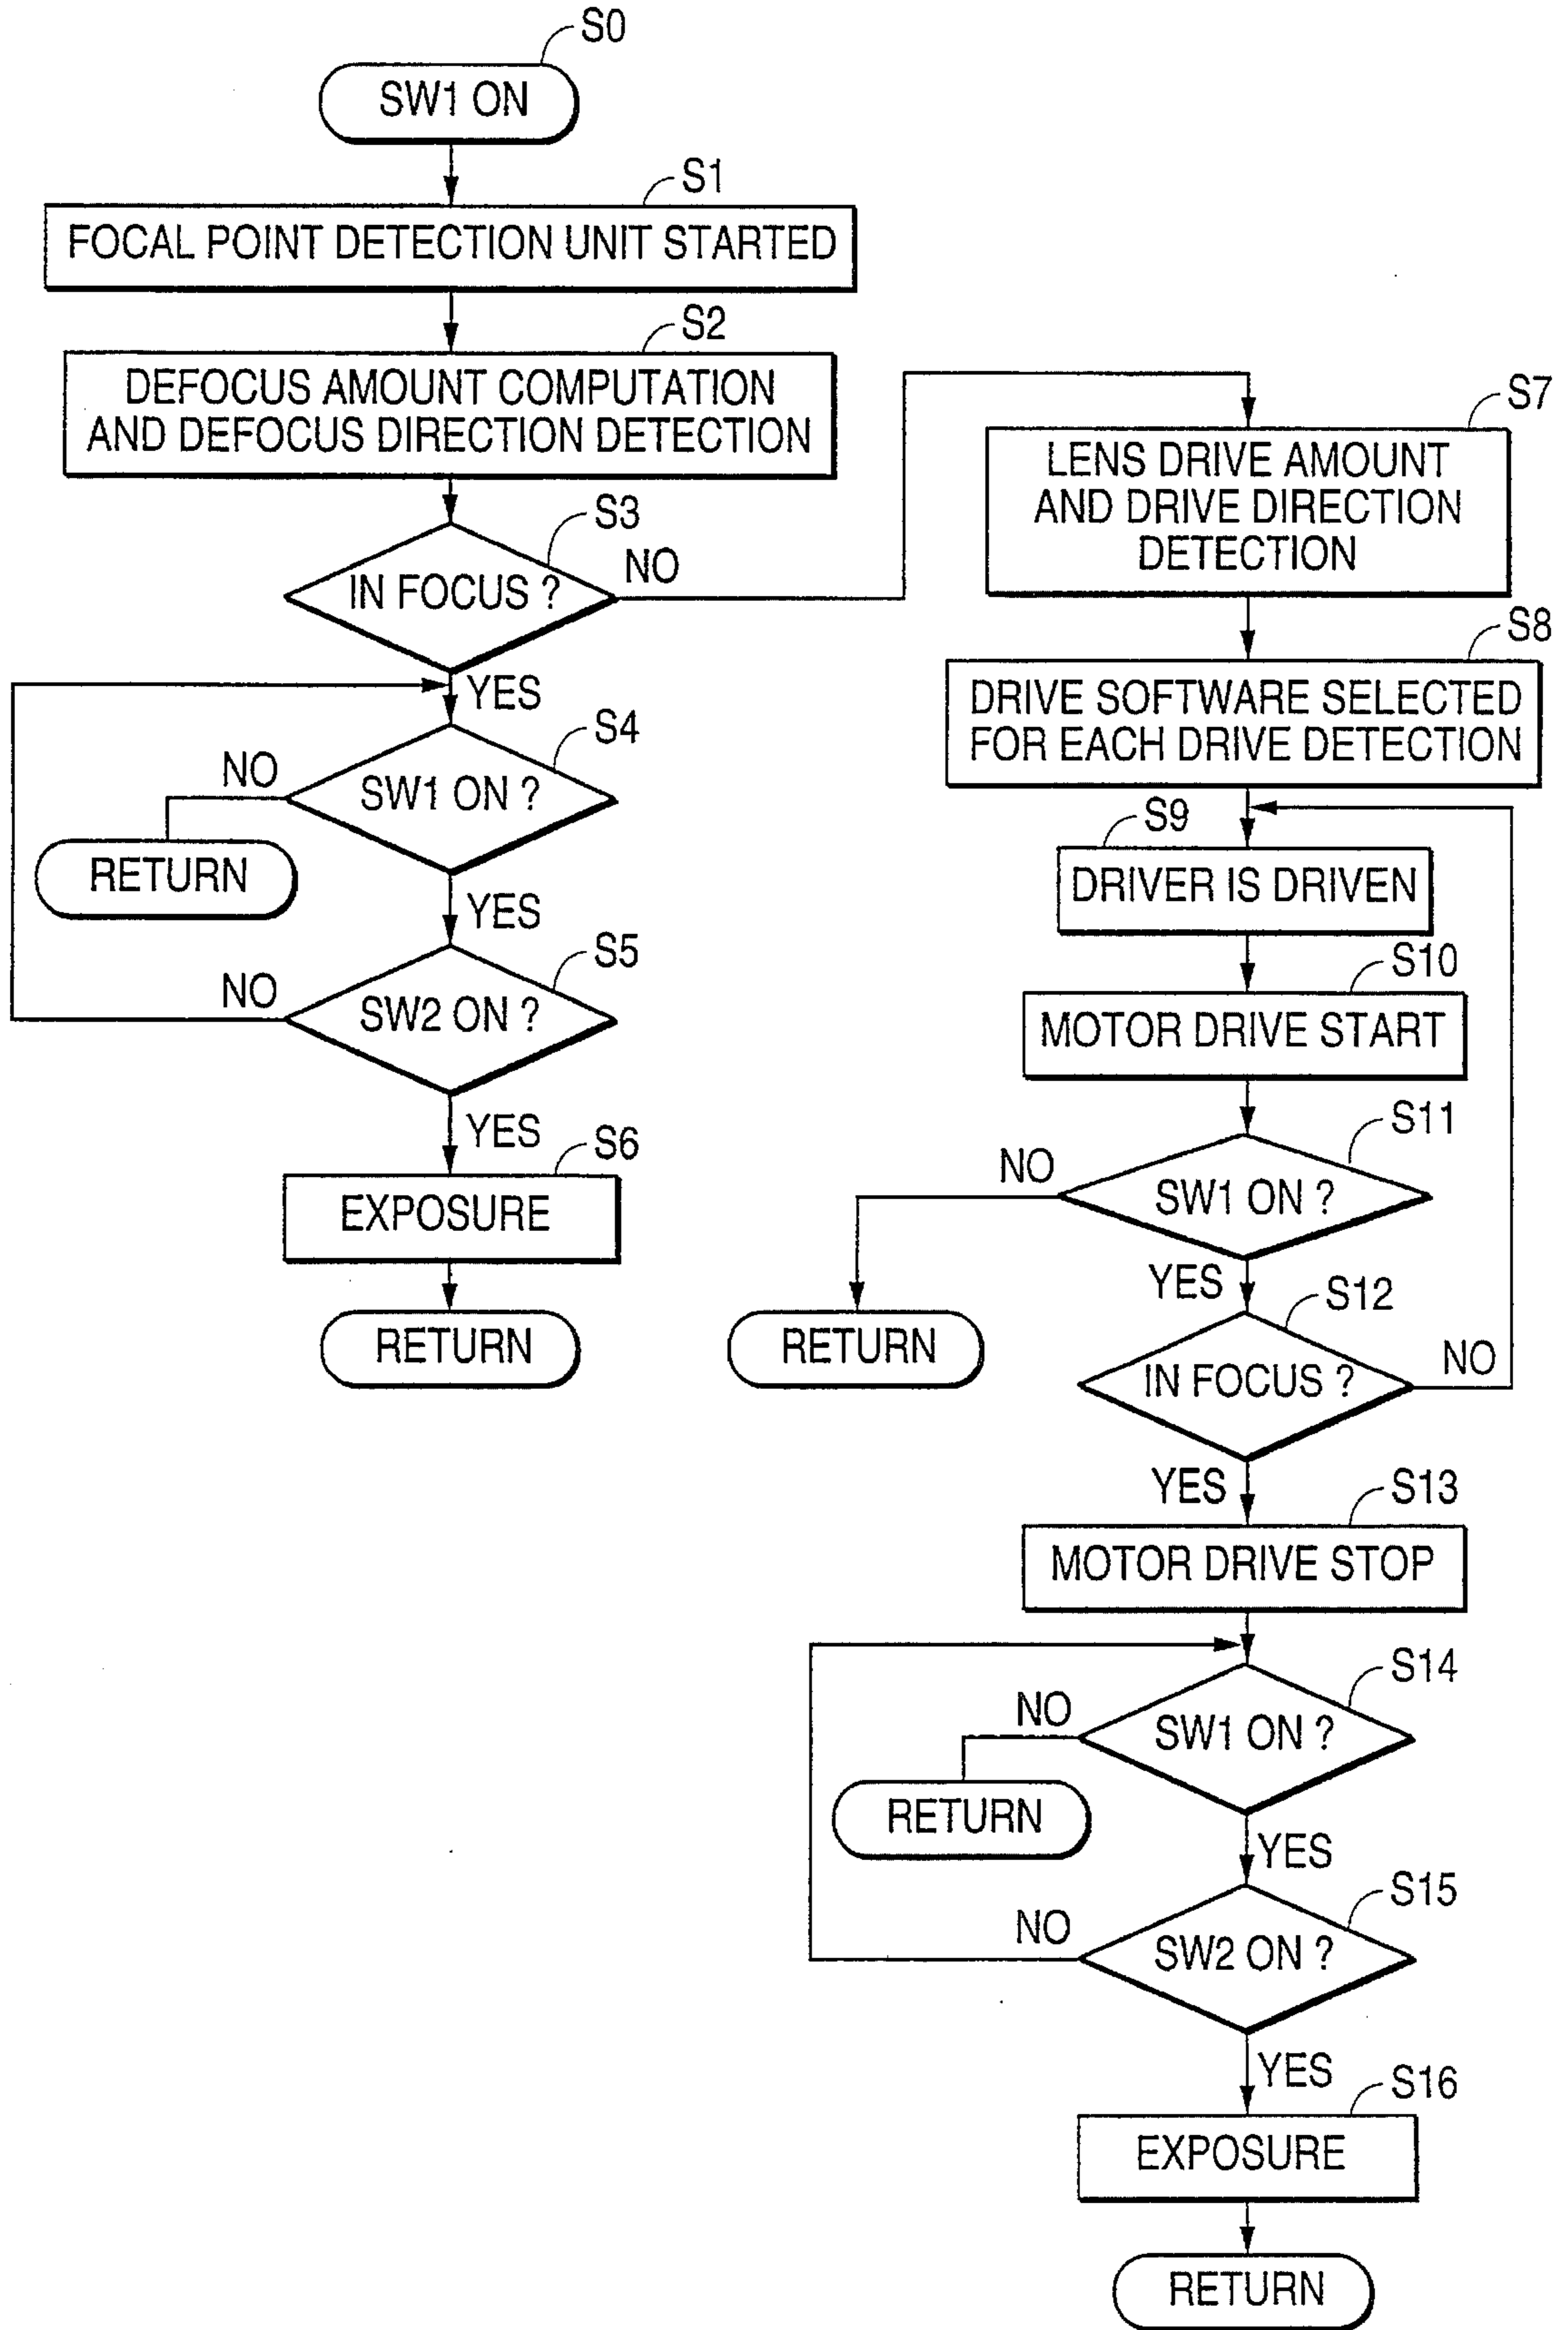 S0
SW1 ON
S1
FOCAL POINT DETECTION UNIT STARTED
S2
DEFOCUS AMOUNT COMPUTATION
AND DEFOCUS DIRECTION DETECTION
S3
IN FOCUS ?
NO
YES
S4
NO
SW1 ON ?
RETURN
YES
S5
NO
SW2 ON ?
YES
S6
EXPOSURE
RETURN
S7
LENS DRIVE AMOUNT
AND DRIVE DIRECTION
DETECTION
S8
DRIVE SOFTWARE SELECTED
FOR EACH DRIVE DETECTION
S9
DRIVER IS DRIVEN
S10
MOTOR DRIVE START
S11
NO
SW1 ON ?
RETURN
YES
S12
IN FOCUS ?
NO
YES
S13
MOTOR DRIVE STOP
S14
NO
SW1 ON ?
RETURN
YES
S15
NO
SW2 ON ?
YES
S16
EXPOSURE
RETURN